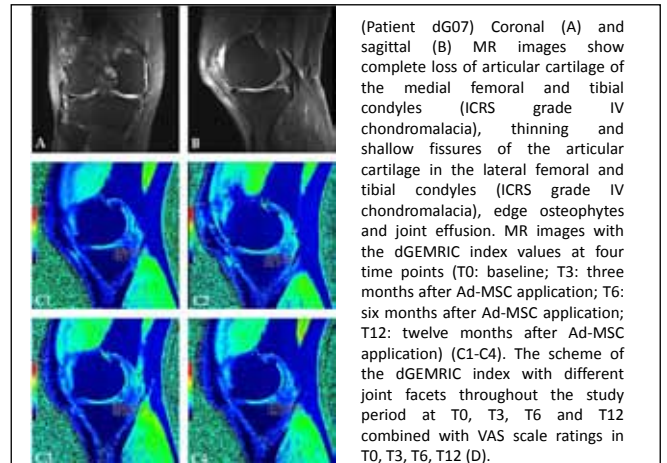 A
B
C1
C2
C3
C4
(Patient dG07) Coronal (A) and
sagittal (B) MR images show
complete loss of articular cartilage of
the medial femoral and tibial
condyles (ICRS grade IV
chondromalacia), thinning and
shallow fissures of the articular
cartilage in the lateral femoral and
tibial condyles (ICRS grade IV
chondromalacia), edge osteophytes
and joint effusion. MR images with
the dGEMRIC index values at four
time points (T0: baseline; T3: three
months after Ad-MSC application; T6:
six months after Ad-MSC application;
T12: twelve months after Ad-MSC
application) (C1-C4). The scheme of
the dGEMRIC index with different
joint facets throughout the study
period at T0, T3, T6 and T12
combined with VAS scale ratings in
T0, T3, T6, T12 (D).